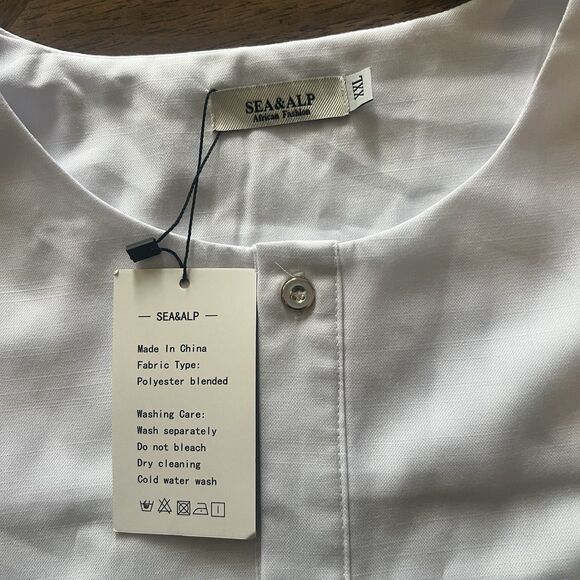 SEA&ALP
African Fashion
XXL
— SEA&ALP —
Made In China
Fabric Type:
Polyester blended
Washing Care:
Wash separately
Do not bleach
Dry cleaning
Cold water wash